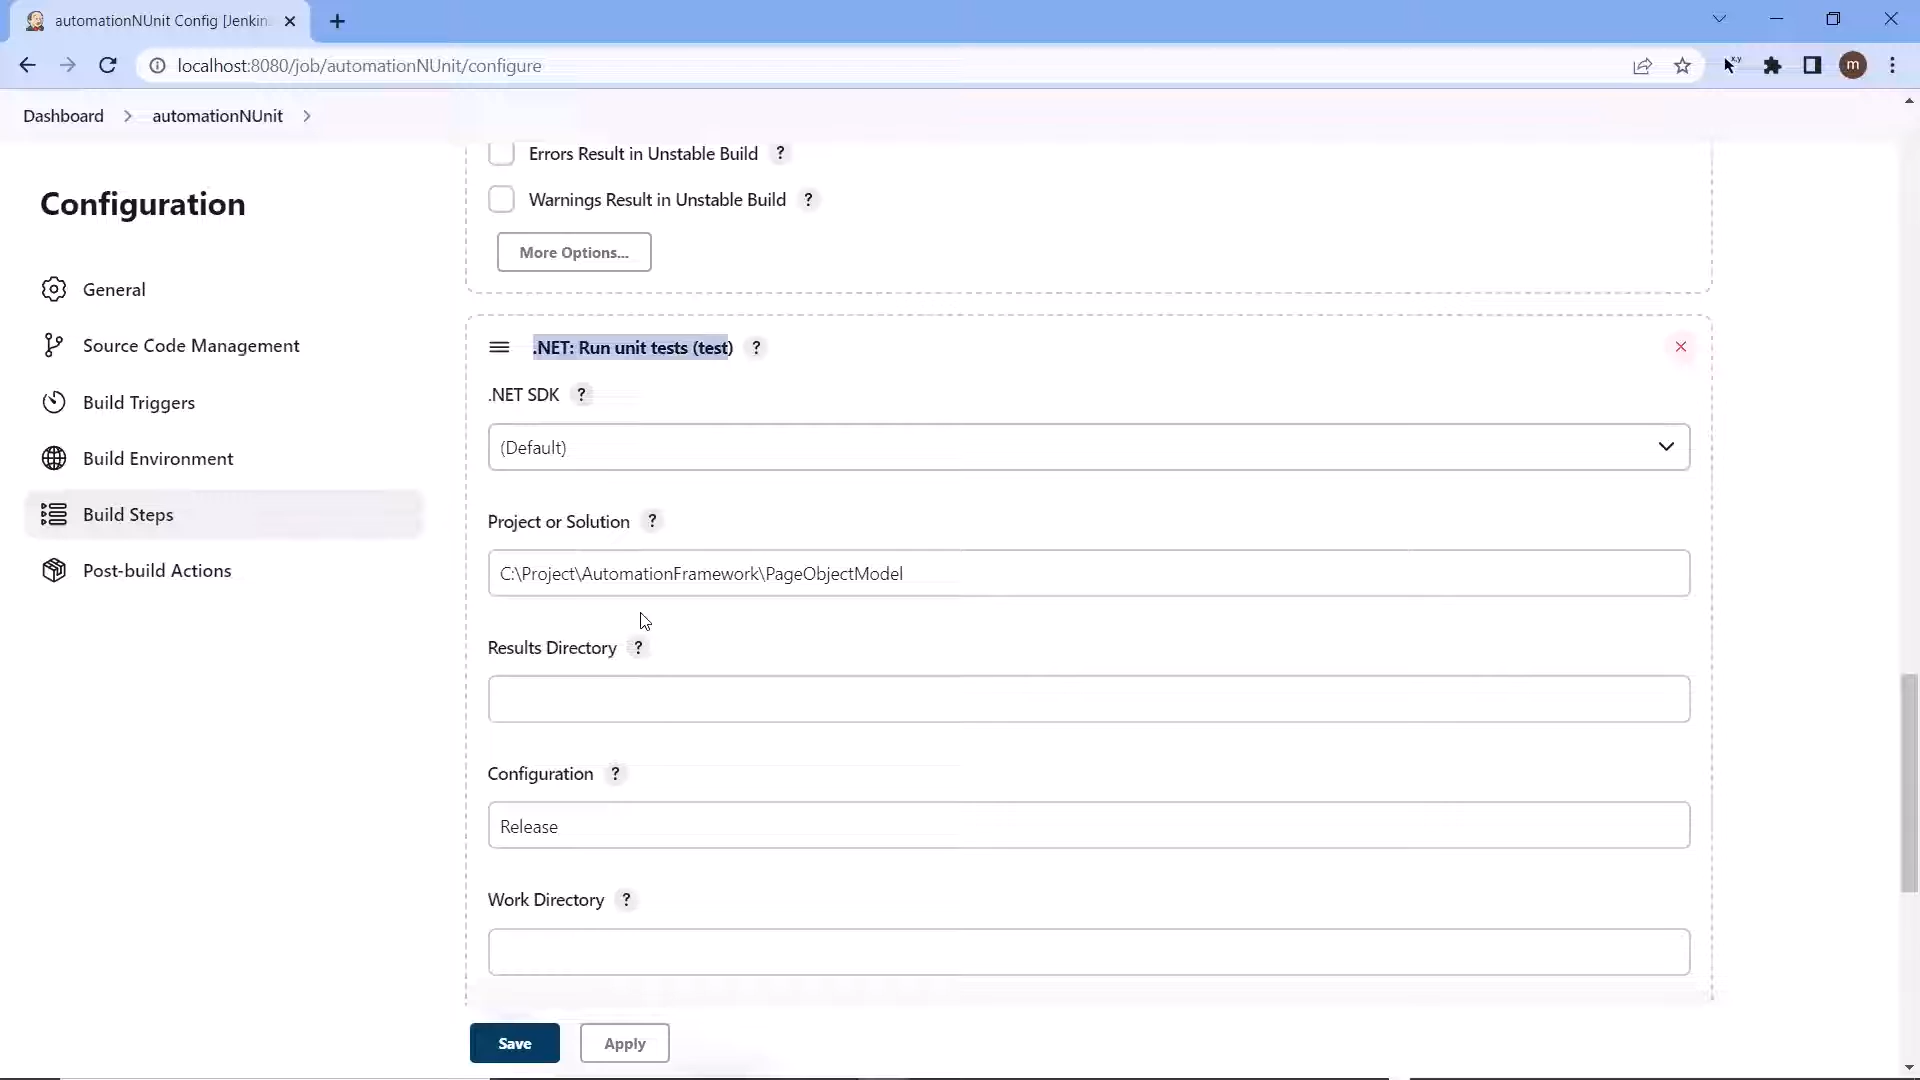 automationNUnit Config [Jenkin
localhost:8080/job/automationNUnit/configure
x,y
m
Dashboard
automationNUnit
Configuration
General
Source Code Management
Build Triggers
Build Environment
Build Steps
Post-build Actions
Errors Result in Unstable Build ?
Warnings Result in Unstable Build ?
More Options...
.NET: Run unit tests (test) ?
.NET SDK ?
(Default)
Project or Solution ?
C:\Project\AutomationFramework\PageObjectModel
Results Directory ?
Configuration ?
Release
Work Directory ?
Save
Apply